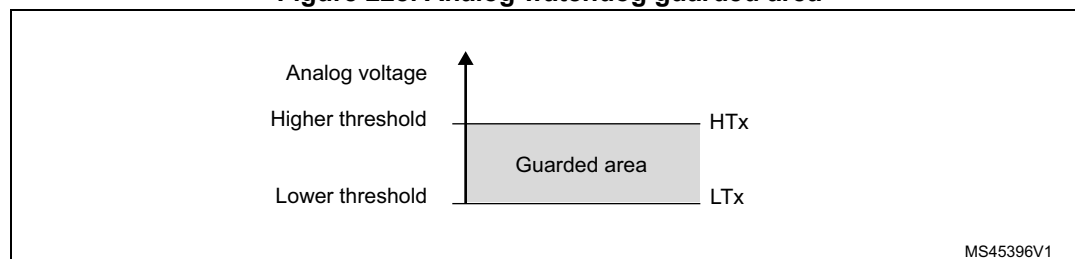 Analog voltage
Higher threshold
HTx
Guarded area
Lower threshold
LTx
MS45396V1